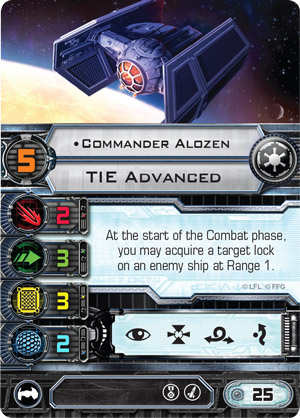 • Commander Alozen
5
TIE Advanced
2
At the start of the Combat phase,
you may acquire a target lock
on an enemy ship at Range 1.
3
©LFL ©FFG
3
2
25